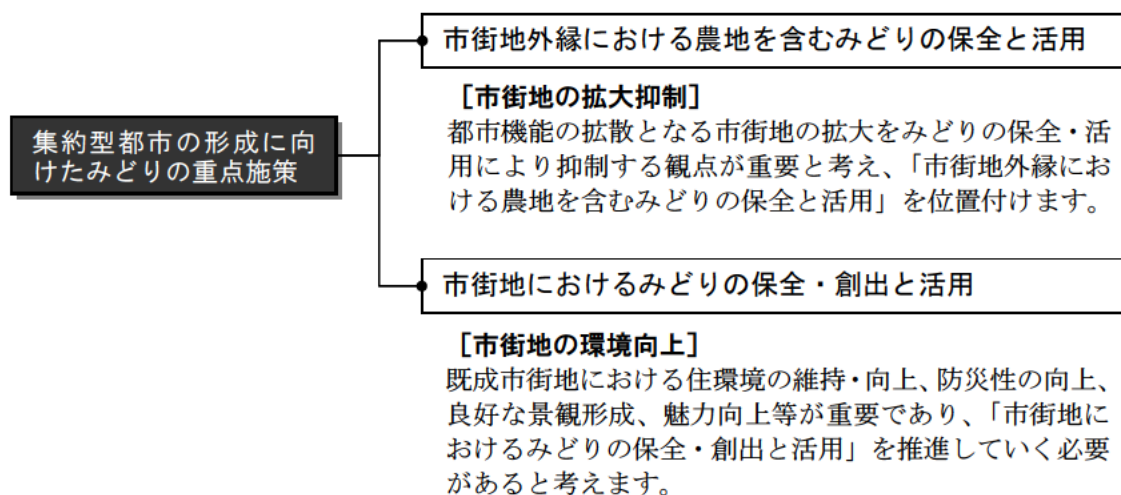 集約型都市の形成に向
けたみどりの重点施策
市街地外縁における農地を含むみどりの保全と活用
［市街地の拡大抑制］
都市機能の拡散となる市街地の拡大をみどりの保全・活
用により抑制する観点が重要と考え、「市街地外縁にお
ける農地を含むみどりの保全と活用」を位置付けます。
市街地におけるみどりの保全・創出と活用
［市街地の環境向上］
既成市街地における住環境の維持・向上、防災性の向上、
良好な景観形成、魅力向上等が重要であり、「市街地に
おけるみどりの保全・創出と活用」を推進していく必要
があると考えます。